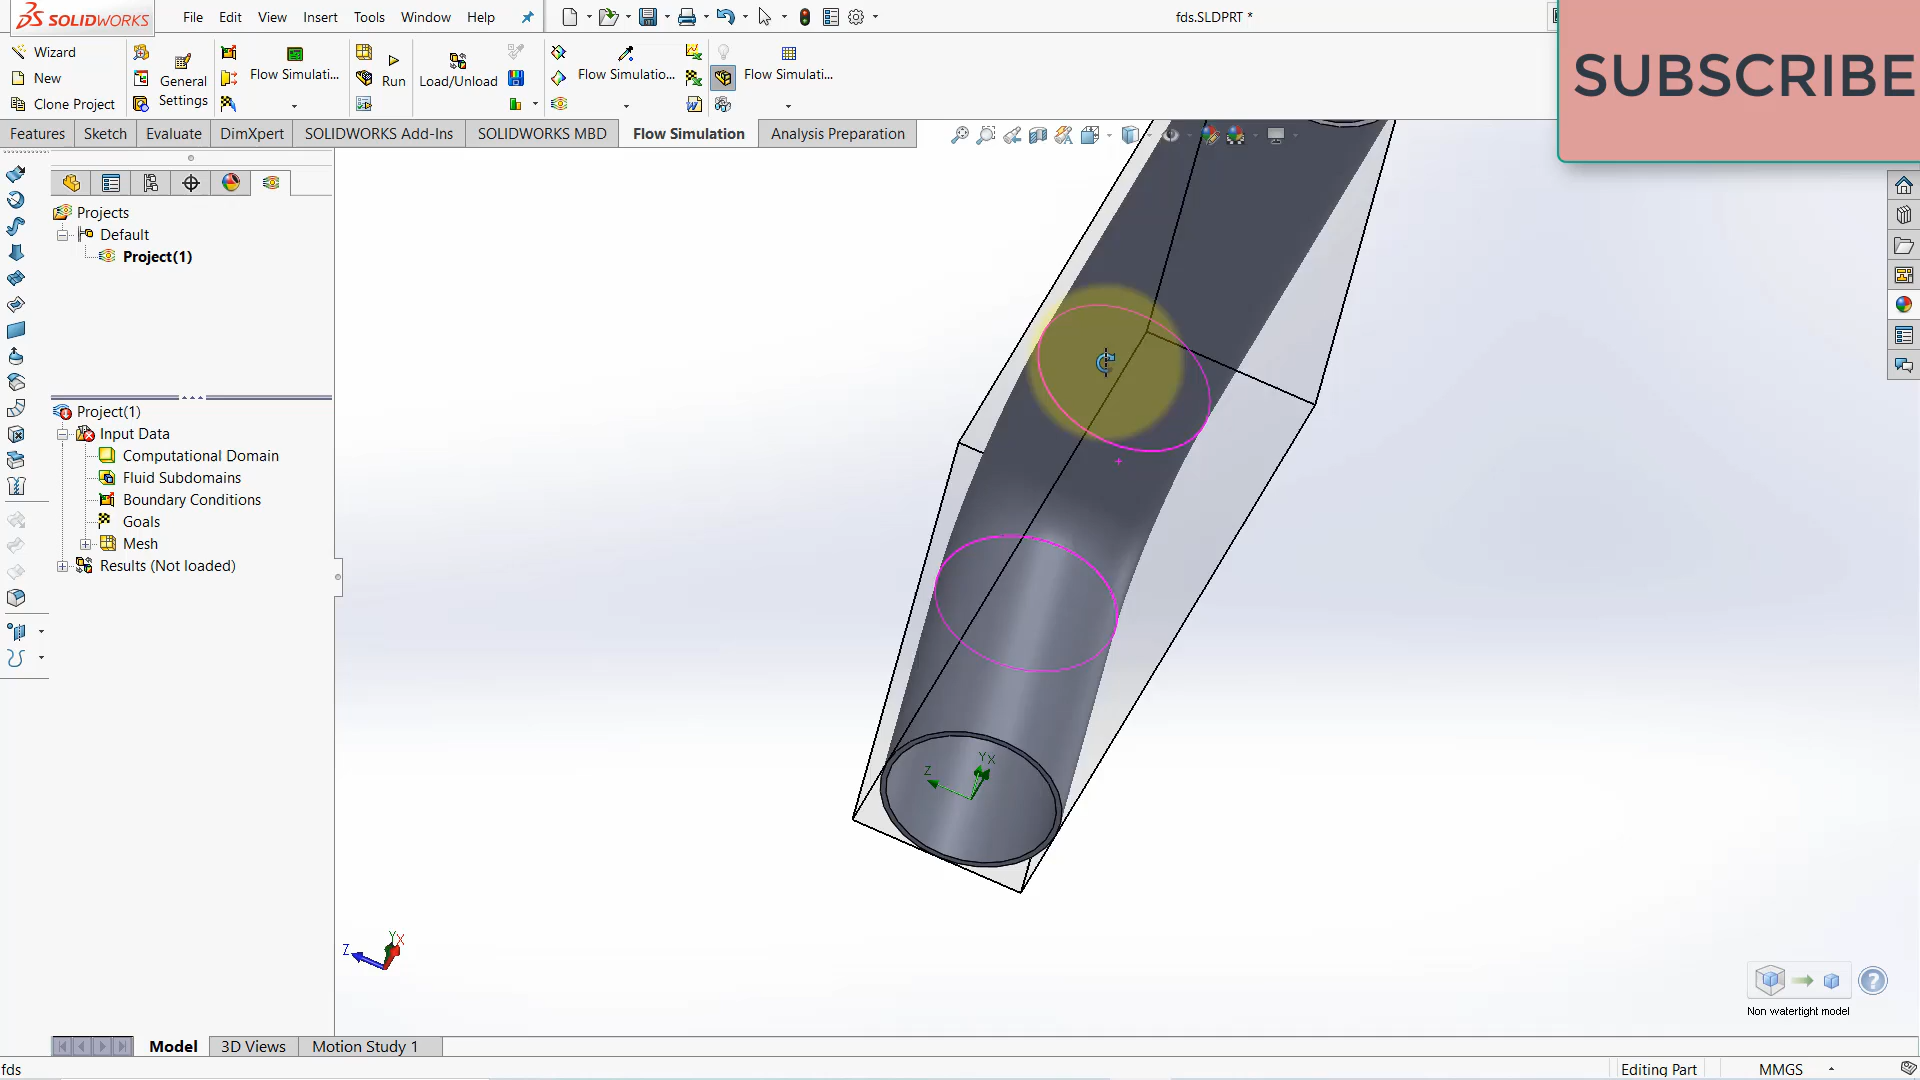 SOLIDWORKS
File Edit View Insert Tools Window Help
fds.SLDPRT *
SUBSCRIBE
Wizard
New
Clone Project
General
Settings
Flow Simulati...
Run
Load/Unload
Flow Simulatio...
Flow Simulati...
Features Sketch Evaluate DimXpert SOLIDWORKS Add-Ins SOLIDWORKS MBD Flow Simulation Analysis Preparation
Projects
Default
Project(1)
Project(1)
Input Data
Computational Domain
Fluid Subdomains
Boundary Conditions
Goals
Mesh
Results (Not loaded)
Z
Y X
Z
Y X
Non watertight model
Model 3D Views Motion Study 1
fds
Editing Part
MMGS